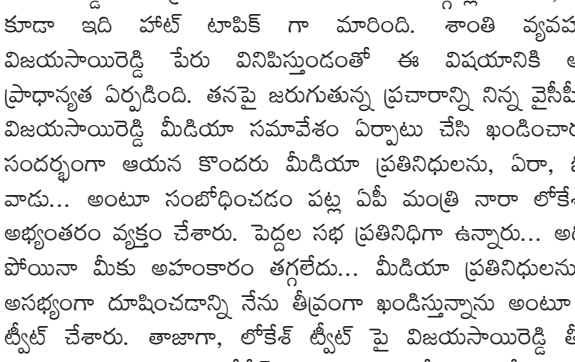 కూడా ఇది హాట్ టాపిక్ గా మారింది. శాంతి
విజయసాయిరెడ్డి పేరు వినిపిస్తుండంతో ఈ విషయానికి
ప్రాధాన్యత ఏర్పడింది. తనపై జరుగుతున్న ప్రచారాన్ని నిన్న
విజయసాయిరెడ్డి మీడియా సమావేశం ఏర్పాటు చేసి
సందర్భంగా ఆయన కొందరు మీడియా ప్రతినిధులను, ఏరా,
వాడు... అంటూ సంబోధించడం పట్ల ఏపీ మంత్రి నారా
అభ్యంతరం వ్యక్తం చేశారు. పెద్దల సభ ప్రతినిధిగా ఉన్నారు...
పోయినా మీకు అహంకారం తగ్గలేదు... మీడియా ప్రతినిధులను
అసభ్యంగా దూషించడాన్ని నేను తీవ్రంగా ఖండిస్తున్నాను అంటూ
ట్వీట్ చేశారు. తాజాగా, లోకేశ్ ట్వీట్ పై విజయసాయిరెడ్డి